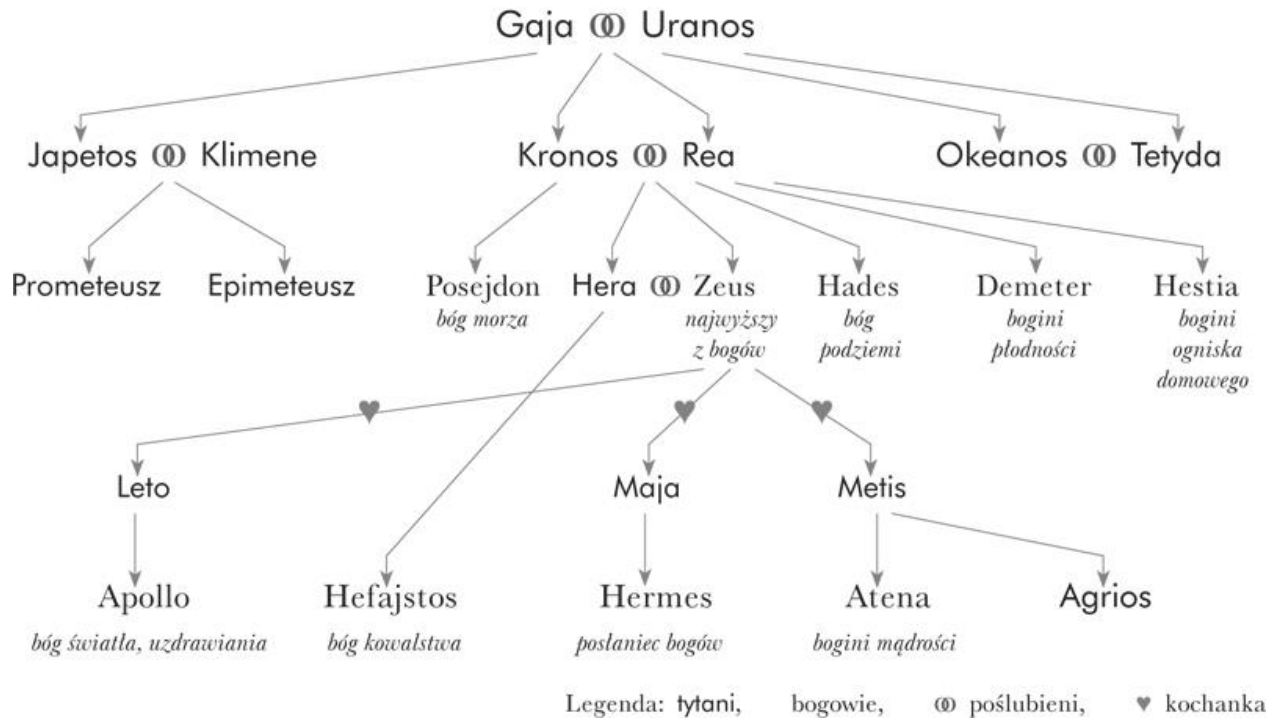 Gaja Uranos
Japetos Klimene Kronos Rea Okeanos Tetyda
Prometeusz Epimeteusz Posejdon Hera Zeus Hades Demeter Hestia
bóg morza najwyższy bóg bogini bogini
z bogów podziemi płodności ogniska
domowego
♥ ♥ ♥
Leto Maja Metis
Apollo Hefajstos Hermes Atena Agrios
bóg światła, uzdrawiania bóg kowalstwa posłaniec bogów bogini mądrości
Legenda: tytani, bogowie, poślubieni, ♥ kochanka